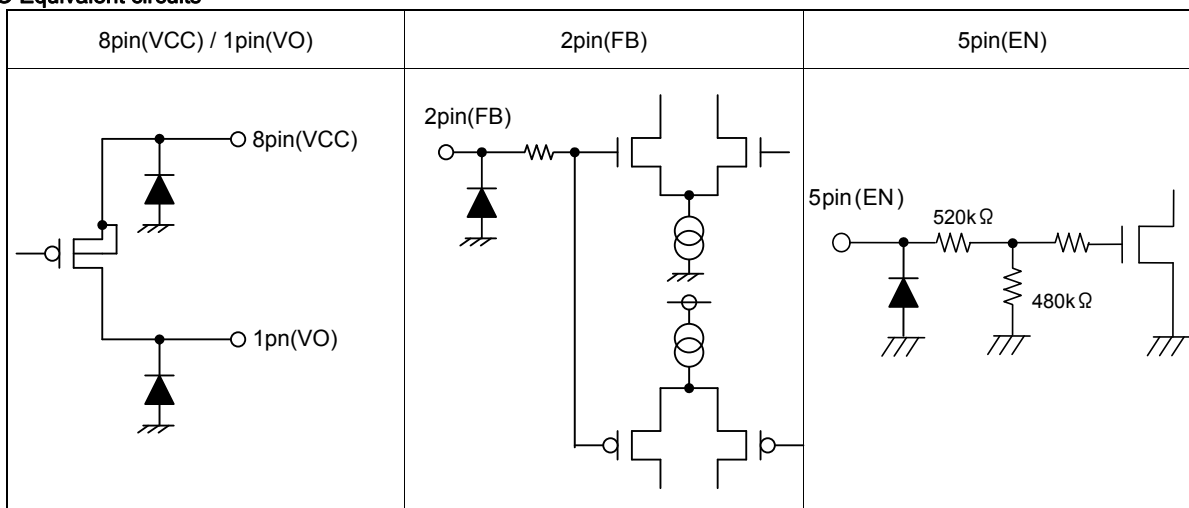 Equivalent circuits
8pin(VCC) / 1pin(VO)
2pin(FB)
5pin(EN)
8pin(VCC)
1pn(VO)
2pin(FB)
5pin(EN)
520kΩ
480kΩ